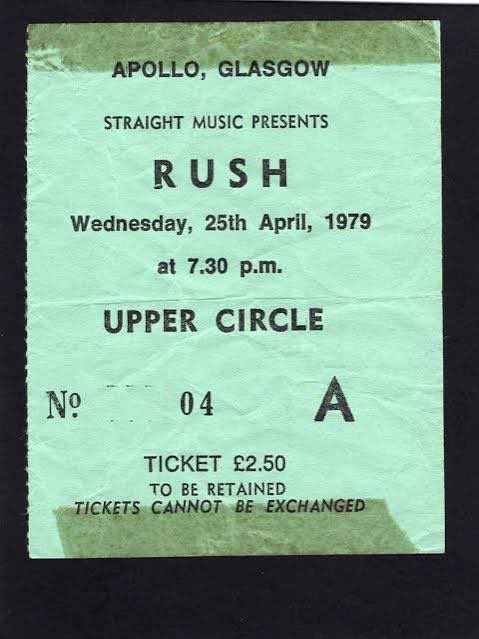 APOLLO, GLASGOW
STRAIGHT MUSIC PRESENTS
RUSH
Wednesday, 25th April, 1979
at 7.30 p.m.
UPPER CIRCLE
Nº 04 A
TICKET £2.50
TO BE RETAINED
TICKETS CANNOT BE EXCHANGED